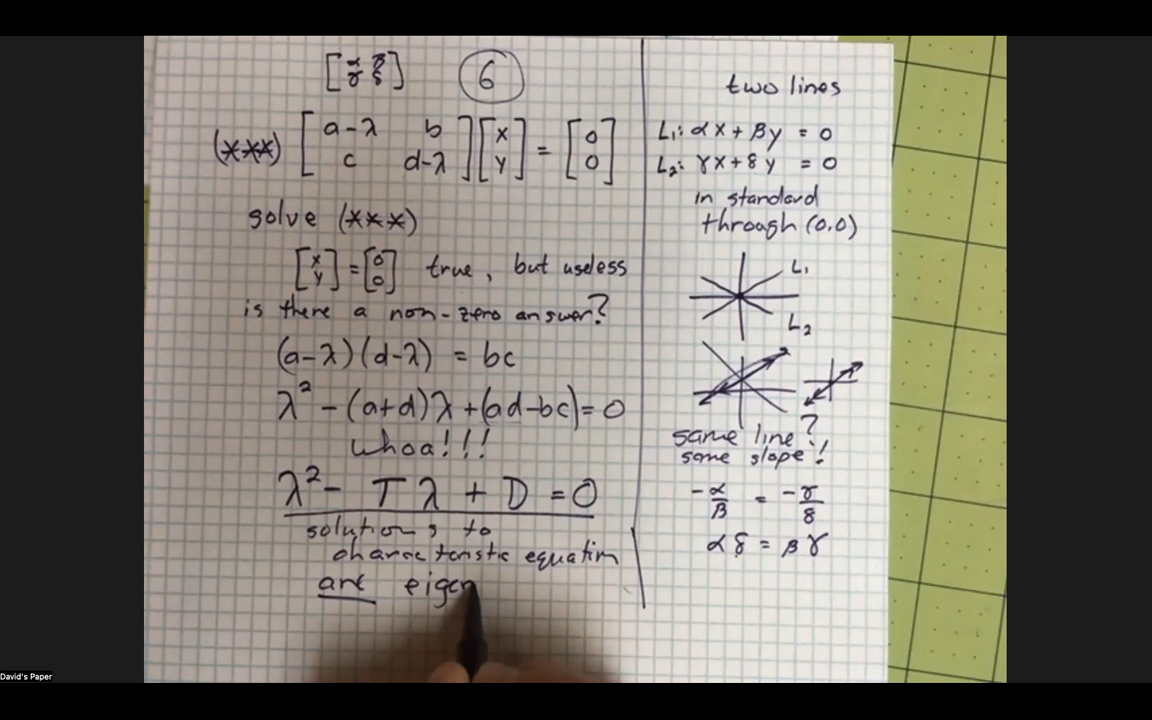 [α β
γ δ]
6
(***) [a-λ b
c d-λ] [x
y] = [0
0]
solve (***)
[x
y] = [0
0] true, but useless
is there a non-zero answer?
(a-λ)(d-λ) = bc
λ² - (a+d)λ + (ad-bc) = 0
whoa!!!
λ² - Tλ + D = 0
solutions to
characteristic equation
are eigen
two lines
L₁: αx + βy = 0
L₂: γx + δy = 0
in standard
through (0,0)
L₁
L₂
same line?
same slope!
-α/β = -γ/δ
αδ = βγ
David's Paper